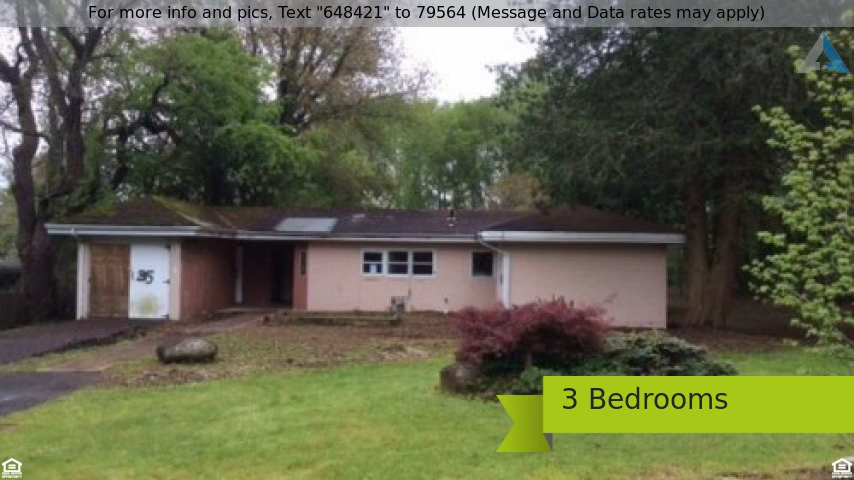 For more info and pics, Text "648421" to 79564 (Message and Data rates may apply)
35
3 Bedrooms